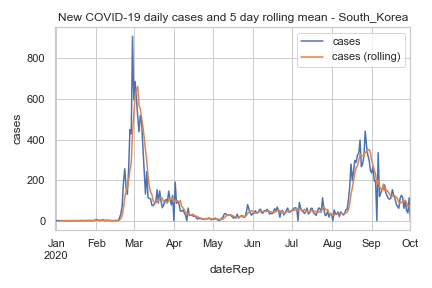 New COVID-19 daily cases and 5 day rolling mean - South_Korea
cases
cases (rolling)
800
600
400
200
0
cases
Jan Feb Mar Apr May Jun Jul Aug Sep Oct
2020
dateRep